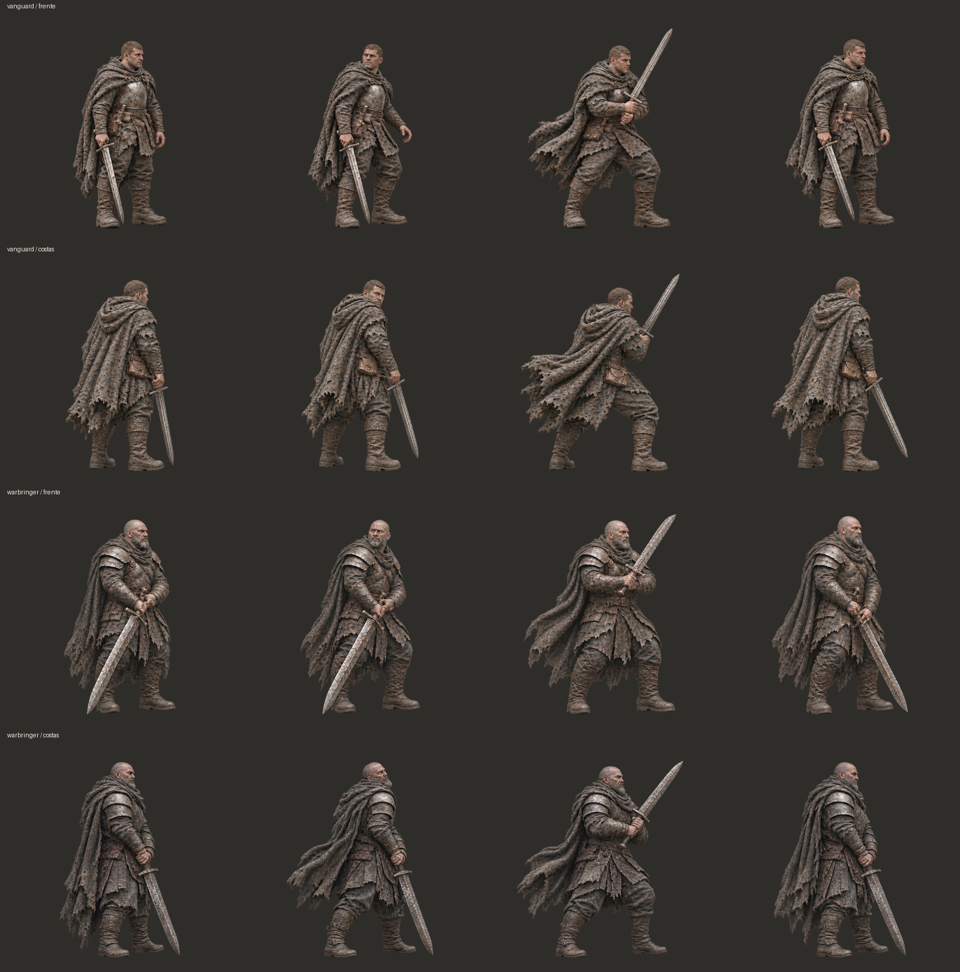 vanguard / frente
vanguard / costas
warbringer / frente
warbringer / costas